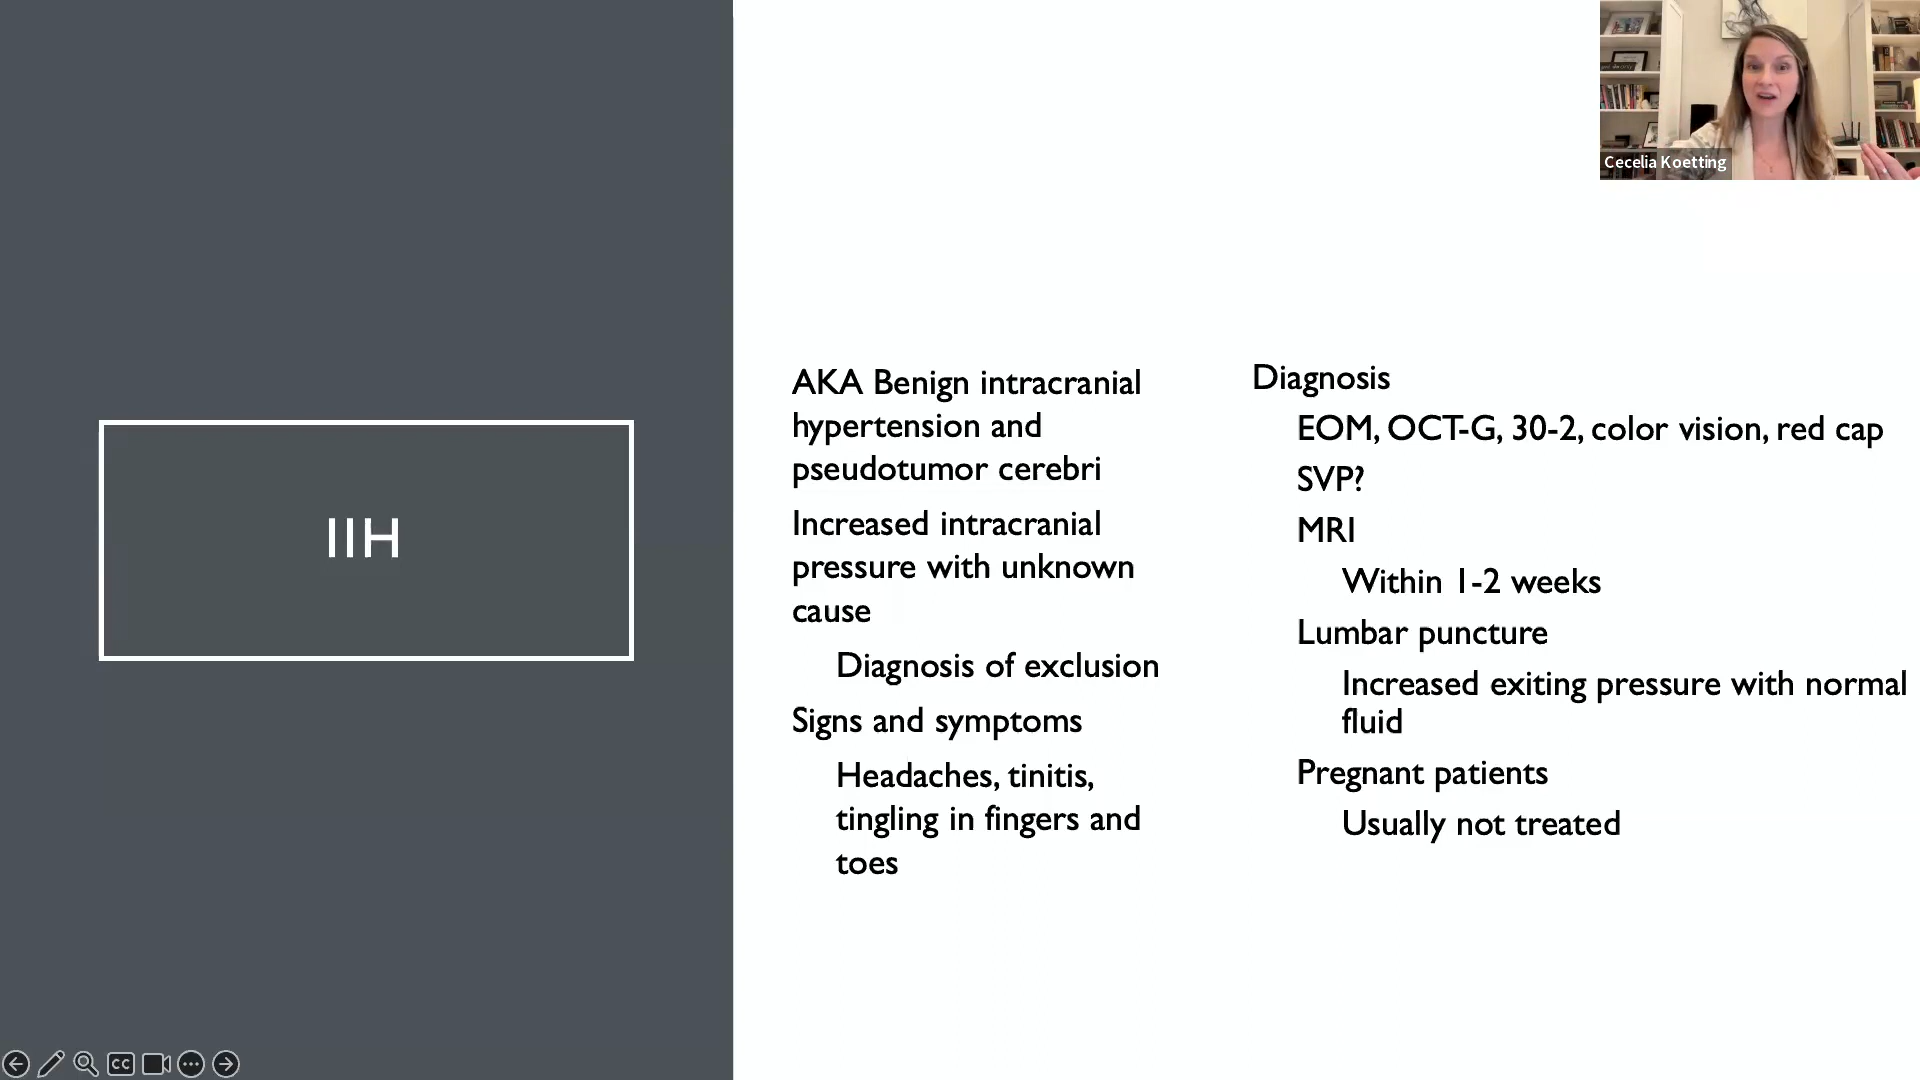 IIH
AKA Benign intracranial
hypertension and
pseudotumor cerebri
Increased intracranial
pressure with unknown
cause
Diagnosis of exclusion
Signs and symptoms
Headaches, tinitis,
tingling in fingers and
toes
Diagnosis
EOM, OCT-G, 30-2, color vision, red cap
SVP?
MRI
Within 1-2 weeks
Lumbar puncture
Increased exiting pressure with normal
fluid
Pregnant patients
Usually not treated
Cecelia Koetting
CC